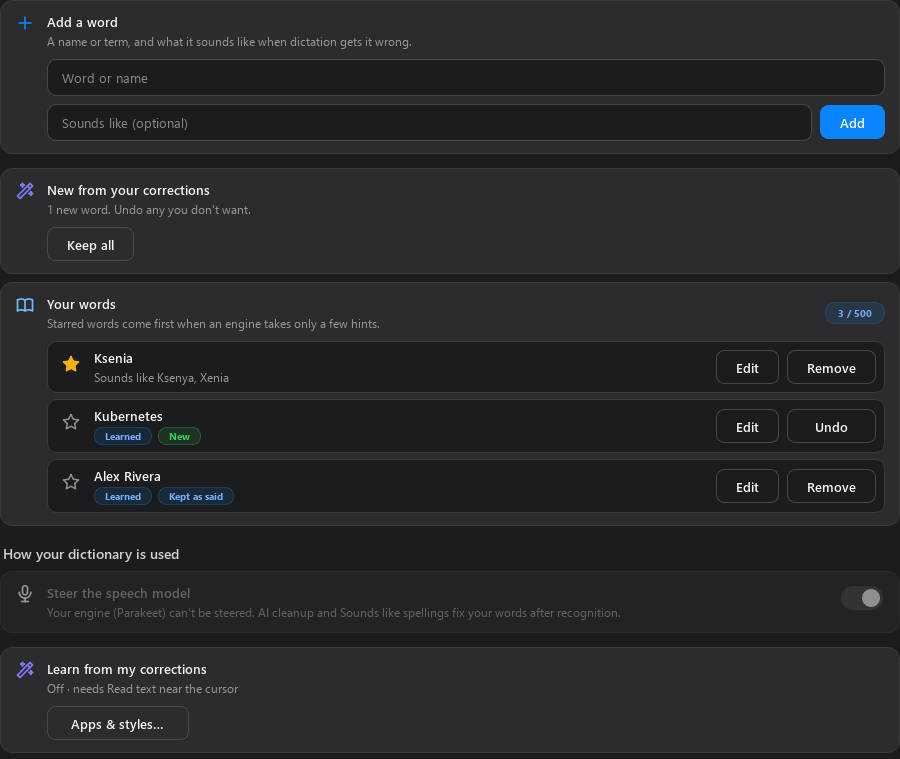 Add a word
A name or term, and what it sounds like when dictation gets it wrong.
Word or name
Sounds like (optional)
Add
New from your corrections
1 new word. Undo any you don't want.
Keep all
Your words
3 / 500
Starred words come first when an engine takes only a few hints.
Ksenia
Sounds like Ksenya, Xenia
Edit
Remove
Kubernetes
Learned
New
Edit
Undo
Alex Rivera
Learned
Kept as said
Edit
Remove
How your dictionary is used
Steer the speech model
Your engine (Parakeet) can't be steered. AI cleanup and Sounds like spellings fix your words after recognition.
Learn from my corrections
Off · needs Read text near the cursor
Apps & styles...